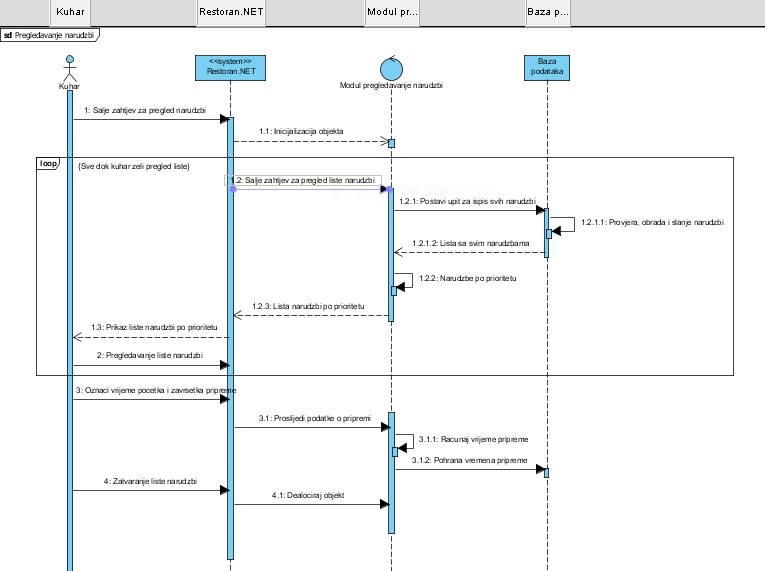 Kuhar
Restoran.NET
Modul pr...
Baza p...
sd Pregledavanje narudzbi
<<system>>
Restoran.NET
Baza
podataka
Kuhar
Modul pregledavanje narudzbi
1: Salje zahtjev za pregled narudzbi
1.1: Inicijalizacija objekta
loop
{Sve dok kuhar zeli pregled liste}
1.2: Salje zahtjev za pregled liste narudzbi
1.2.1: Postavi upit za ispis svih narudzbi
1.2.1.1: Provjera, obrada i slanje narudzbi
1.2.1.2: Lista sa svim narudzbama
1.2.2: Narudzbe po prioritetu
1.2.3: Lista narudzbi po prioritetu
1.3: Prikaz liste narudzbi po prioritetu
2: Pregledavanje liste narudzbi
3: Oznaci vrijeme pocetka i zavrsetka pripreme
3.1: Proslijedi podatke o pripremi
3.1.1: Racunaj vrijeme pripreme
3.1.2: Pohrana vremena pripreme
4: Zatvaranje liste narudzbi
4.1: Dealociraj objekt